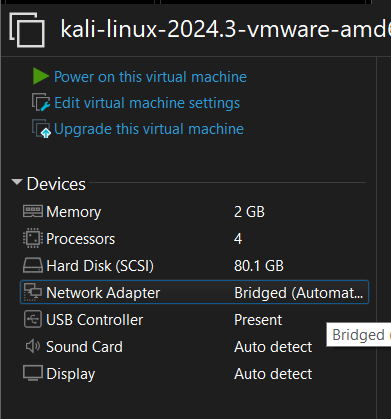 kali-linux-2024.3-vmware-amd6
Power on this virtual machine
Edit virtual machine settings
Upgrade this virtual machine
Devices
Memory 2 GB
Processors 4
Hard Disk (SCSI) 80.1 GB
Network Adapter Bridged (Automat...
USB Controller Present
Bridged (
Sound Card Auto detect
Display Auto detect